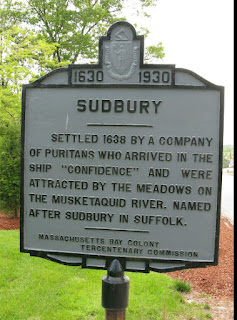 1630 1930
SUDBURY
SETTLED 1638 BY A COMPANY
OF PURITANS WHO ARRIVED IN THE
SHIP "CONFIDENCE" AND WERE
ATTRACTED BY THE MEADOWS ON
THE MUSKETAQUID RIVER. NAMED
AFTER SUDBURY IN SUFFOLK.
MASSACHUSETTS BAY COLONY
TERCENTENARY COMMISSION